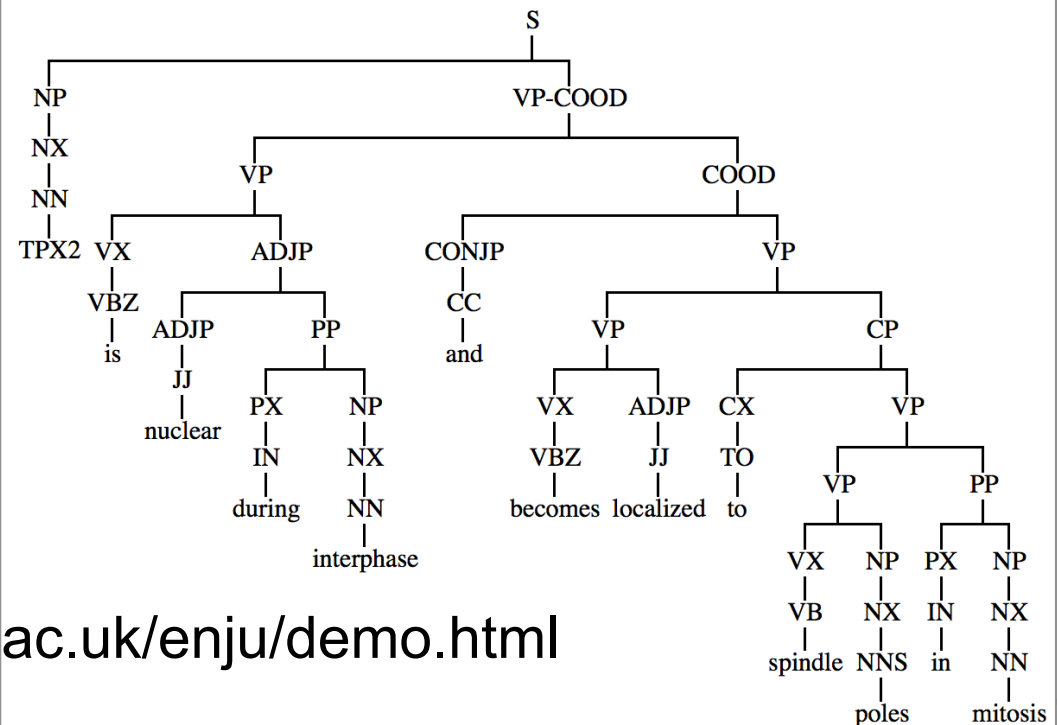 S
NP VP-COOD
NX
VP COOD
NN
TPX2 VX ADJP CONJP VP
VBZ CC
ADJP PP VP CP
is and
JJ
PX NP VX ADJP CX VP
nuclear
IN NX VBZ JJ TO
VP PP
during NN becomes localized to
interphase VX NP PX NP
VB NX IN NX
ac.uk/enju/demo.html
spindle NNS in NN
poles mitosis